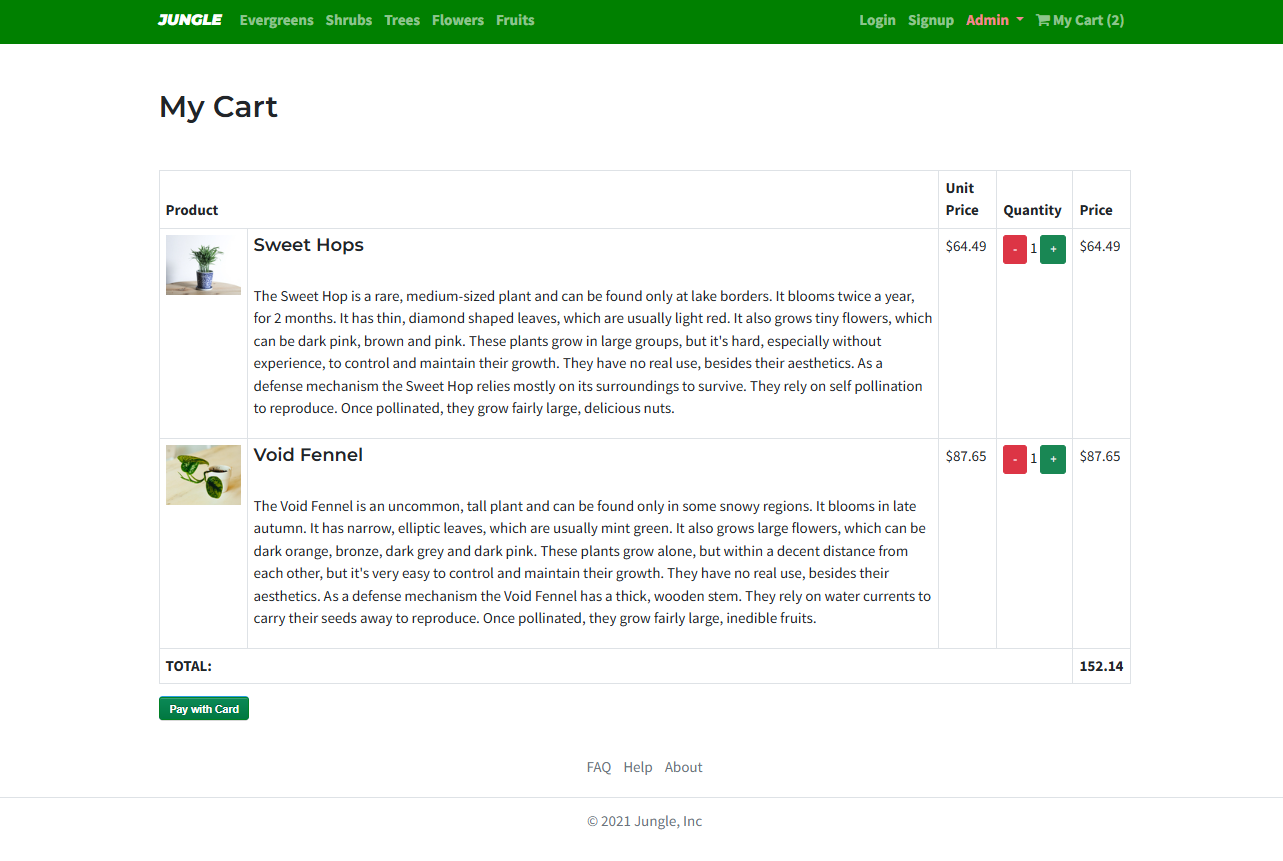 JUNGLE Evergreens Shrubs Trees Flowers Fruits Login Signup Admin My Cart (2)
My Cart
Product Unit Price Quantity Price
Sweet Hops $64.49 - 1 + $64.49
The Sweet Hop is a rare, medium-sized plant and can be found only at lake borders. It blooms twice a year,
for 2 months. It has thin, diamond shaped leaves, which are usually light red. It also grows tiny flowers, which
can be dark pink, brown and pink. These plants grow in large groups, but it's hard, especially without
experience, to control and maintain their growth. They have no real use, besides their aesthetics. As a
defense mechanism the Sweet Hop relies mostly on its surroundings to survive. They rely on self pollination
to reproduce. Once pollinated, they grow fairly large, delicious nuts.
Void Fennel $87.65 - 1 + $87.65
The Void Fennel is an uncommon, tall plant and can be found only in some snowy regions. It blooms in late
autumn. It has narrow, elliptic leaves, which are usually mint green. It also grows large flowers, which can be
dark orange, bronze, dark grey and dark pink. These plants grow alone, but within a decent distance from
each other, but it's very easy to control and maintain their growth. They have no real use, besides their
aesthetics. As a defense mechanism the Void Fennel has a thick, wooden stem. They rely on water currents to
carry their seeds away to reproduce. Once pollinated, they grow fairly large, inedible fruits.
TOTAL: 152.14
Pay with Card
FAQ Help About
© 2021 Jungle, Inc